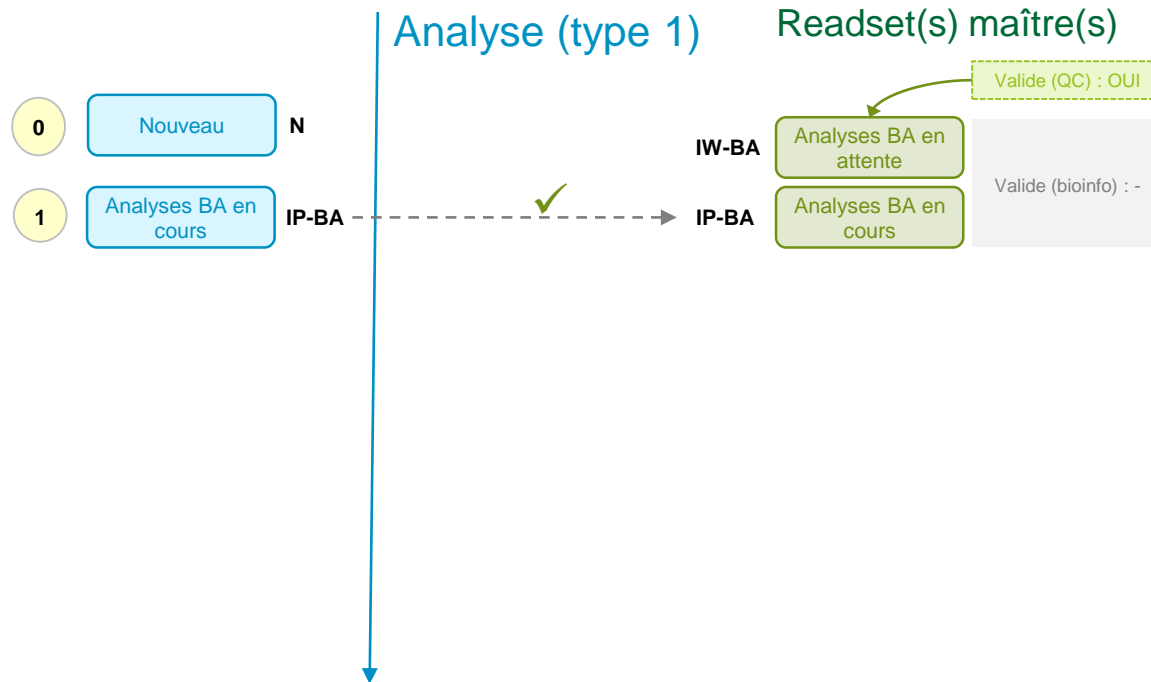 Analyse (type 1)
Readset(s) maître(s)
Valide (QC) : OUI
0
Nouveau
N
IW-BA
Analyses BA en
attente
Valide (bioinfo) : -
1
Analyses BA en
cours
IP-BA
IP-BA
Analyses BA en
cours